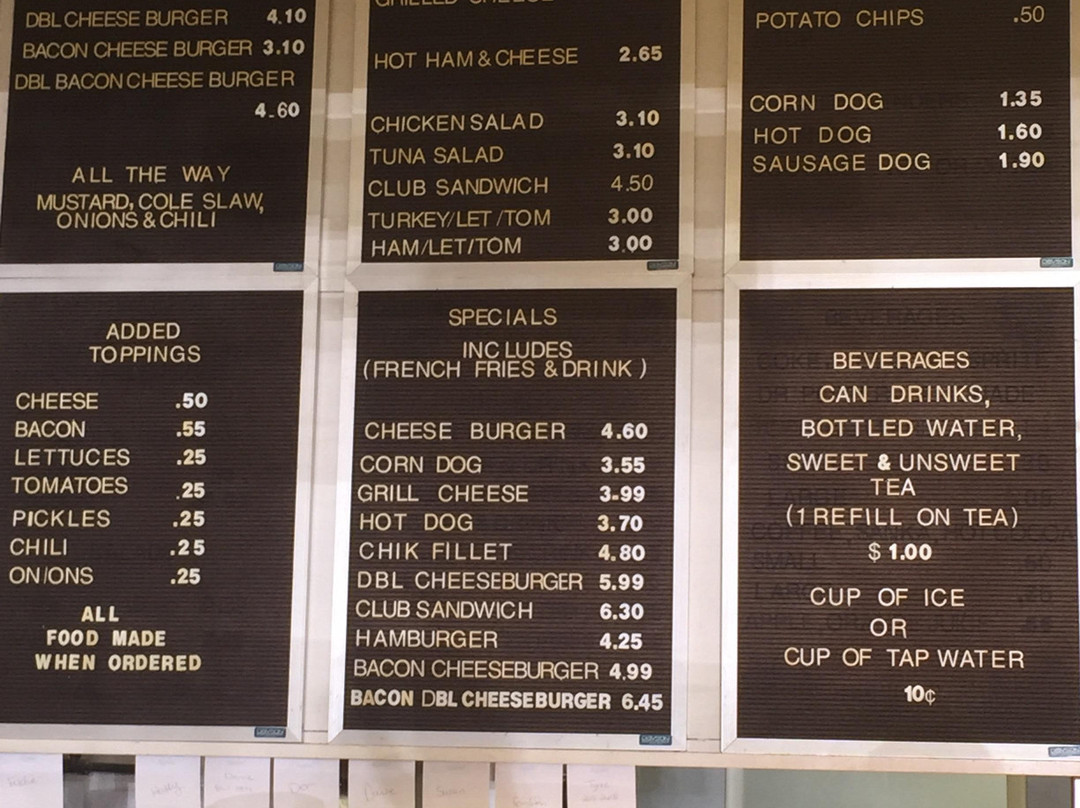 DBL CHEESE BURGER 4.10
BACON CHEESE BURGER 3.10
DBL BACON CHEESE BURGER
4.60
ALL THE WAY
MUSTARD, COLE SLAW,
ONIONS & CHILI
GRILLED CHEESE
HOT HAM & CHEESE 2.65
CHICKEN SALAD 3.10
TUNA SALAD 3.10
CLUB SANDWICH 4.50
TURKEY/LET/TOM 3.00
HAM/LET/TOM 3.00
POTATO CHIPS .50
CORN DOG 1.35
HOT DOG 1.60
SAUSAGE DOG 1.90
ADDED
TOPPINGS
CHEESE .50
BACON .55
LETTUCES .25
TOMATOES .25
PICKLES .25
CHILI .25
ONIONS .25
ALL
FOOD MADE
WHEN ORDERED
SPECIALS
INCLUDES
(FRENCH FRIES & DRINK)
CHEESE BURGER 4.60
CORN DOG 3.55
GRILL CHEESE 3-99
HOT DOG 3.70
CHIK FILLET 4.80
DBL CHEESEBURGER 5.99
CLUB SANDWICH 6.30
HAMBURGER 4.25
BACON CHEESEBURGER 4.99
BACON DBL CHEESEBURGER 6.45
BEVERAGES
CAN DRINKS,
BOTTLED WATER,
SWEET & UNSWEET
TEA
(1 REFILL ON TEA)
$1.00
CUP OF ICE
OR
CUP OF TAP WATER
10¢